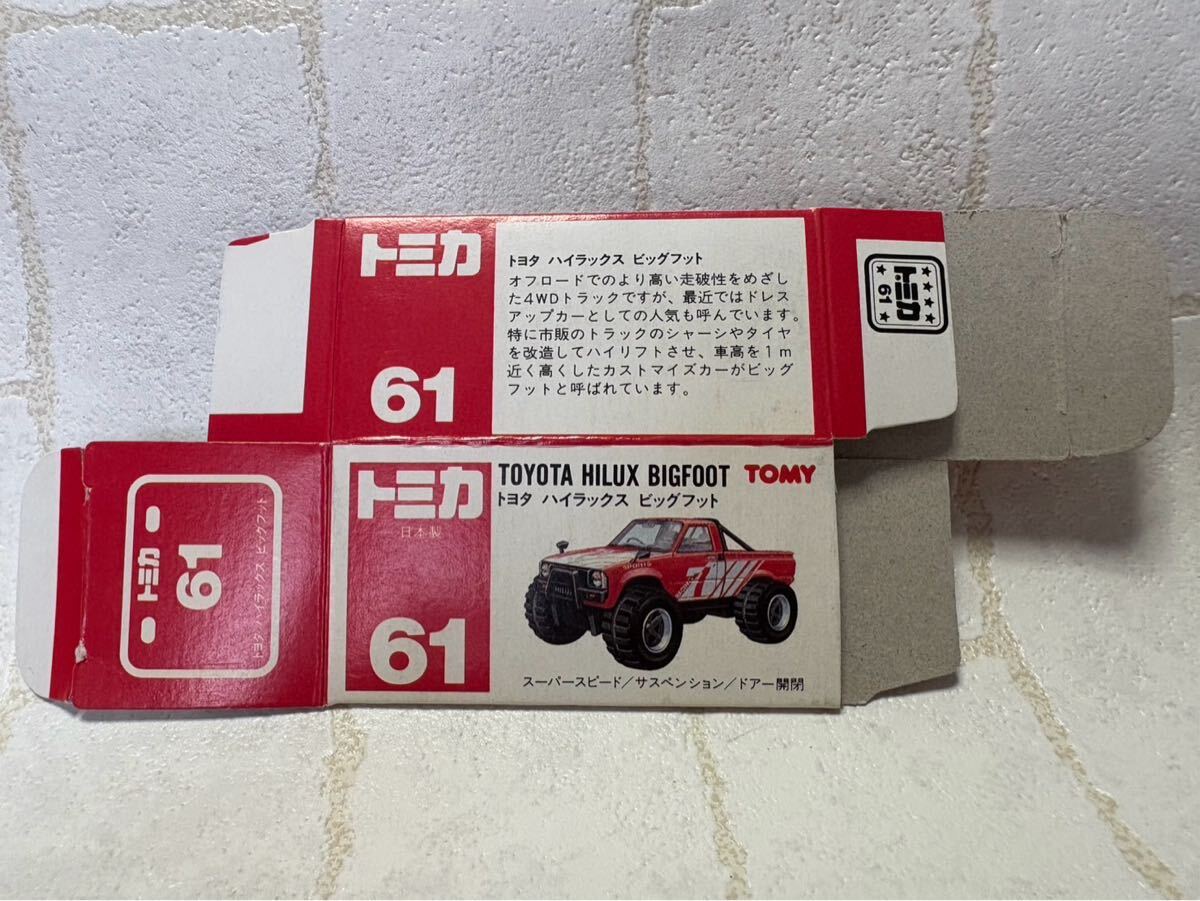 トミカ
61
トヨタ ハイラックス ビッグフット
オフロードでのより高い走破性をめざし
た4WDトラックですが、最近ではドレス
アップカーとしての人気も呼んでいます。
特に市販のトラックのシャーシやタイヤ
を改造してハイリフトさせ、車高を1m
近く高くしたカスタマイズカーがビッグ
フットと呼ばれています。
トミカ
61
トミカ
61
トヨタ ハイラックス ビッグフット
トミカ
日本製
61
TOYOTA HILUX BIGFOOT TOMY
トヨタ ハイラックス ビッグフット
SPORTS
HILUX
スーパースピード/サスペンション/ドアー開閉